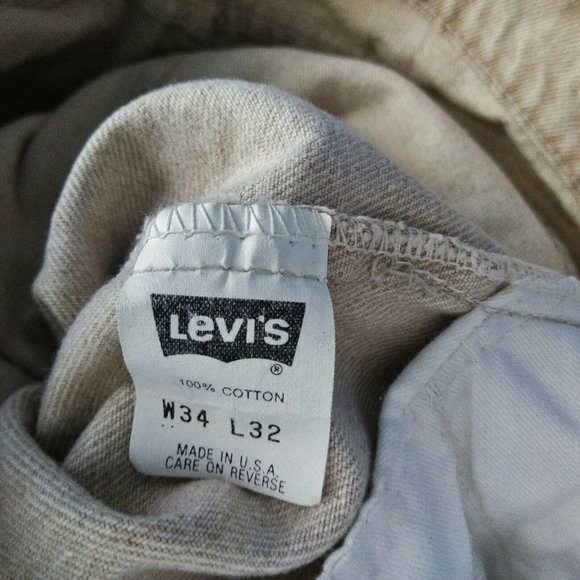 Levi's
®
100% COTTON
W34 L32
MADE IN U.S.A.
CARE ON REVERSE